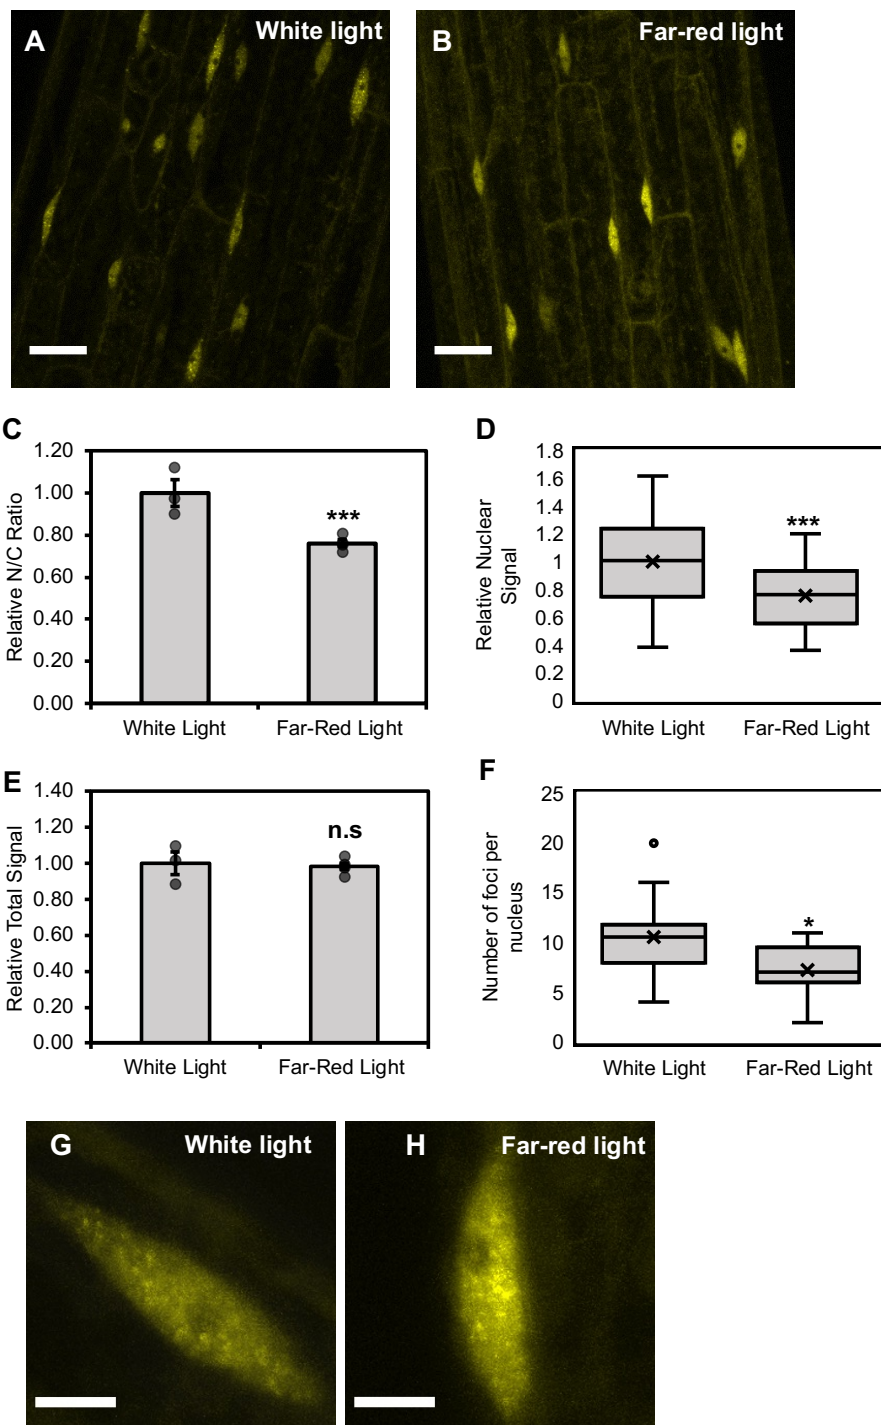 A
White light
B
Far-red light
C
Relative N/C Ratio
1.20
1.00
0.80
0.60
0.40
0.20
0.00
***
White Light
Far-Red Light
D
Relative Nuclear
Signal
1.8
1.6
1.4
1.2
1
0.8
0.6
0.4
0.2
0
***
White Light
Far-Red Light
E
Relative Total Signal
1.40
1.20
1.00
0.80
0.60
0.40
0.20
0.00
n.s
White Light
Far-Red Light
F
Number of foci per
nucleus
25
20
15
10
5
0
*
White Light
Far-Red Light
G
White light
H
Far-red light